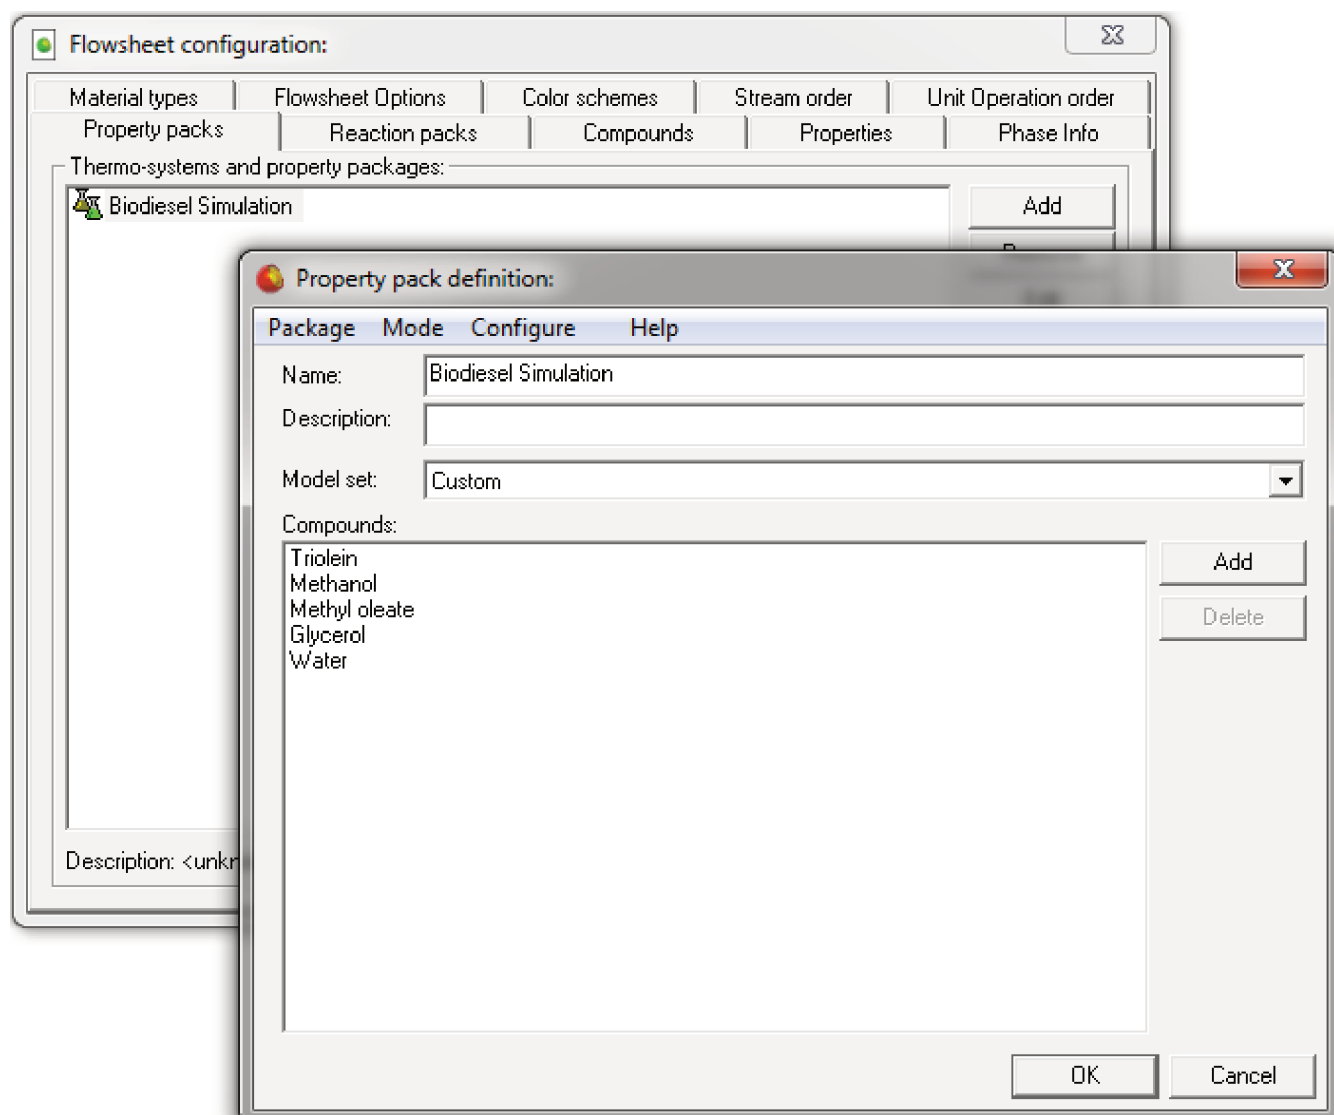 Flowsheet configuration:
Material types Flowsheet Options Color schemes Stream order Unit Operation order
Property packs Reaction packs Compounds Properties Phase Info
Thermo-systems and property packages:
Biodiesel Simulation
Add
Property pack definition:
Package Mode Configure Help
Name: Biodiesel Simulation
Description:
Model set: Custom
Compounds:
Triolein
Methanol
Methyl oleate
Glycerol
Water
Add
Delete
Description: <unkn
OK Cancel